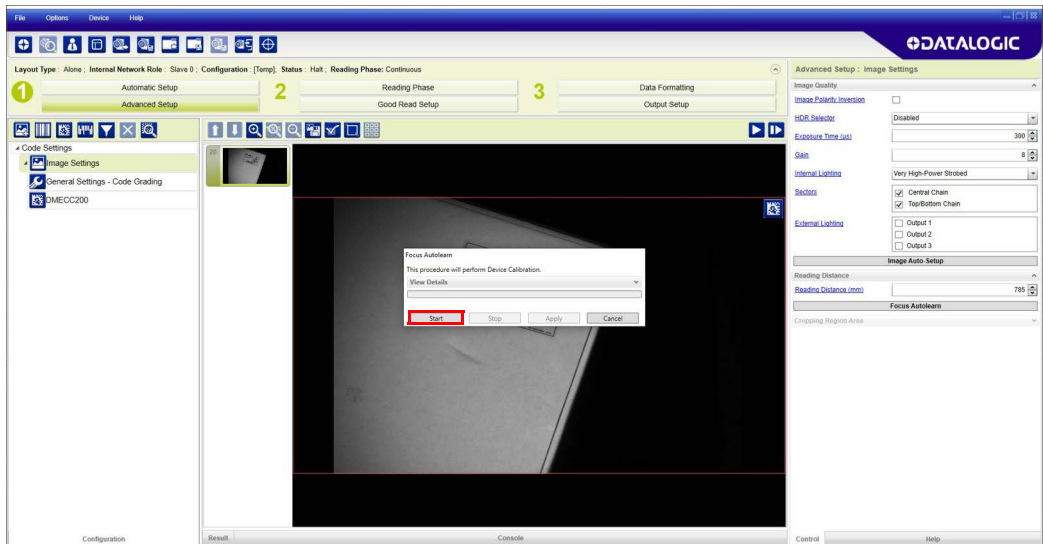 File Options Device Help
DATALOGIC
Layout Type : Alone ; Internal Network Role : Slave 0 ; Configuration : [Temp]; Status : Halt ; Reading Phase: Continuous
1 Automatic Setup 2 Reading Phase 3 Data Formatting
Advanced Setup Good Read Setup Output Setup
Code Settings
Image Settings
General Settings - Code Grading
DMECC200
20
Focus Autolearn
This procedure will perform Device Calibration.
View Details
Start Stop Apply Cancel
Advanced Setup : Image Settings
Image Quality
Image Polarity Inversion
HDR Selector Disabled
Exposure Time (µs) 300
Gain 8
Internal Lighting Very High-Power Strobed
Sectors Central Chain
Top/Bottom Chain
External Lighting Output 1
Output 2
Output 3
Image Auto-Setup
Reading Distance
Reading Distance (mm) 785
Focus Autolearn
Cropping Region Area
Configuration Result Console Control Help